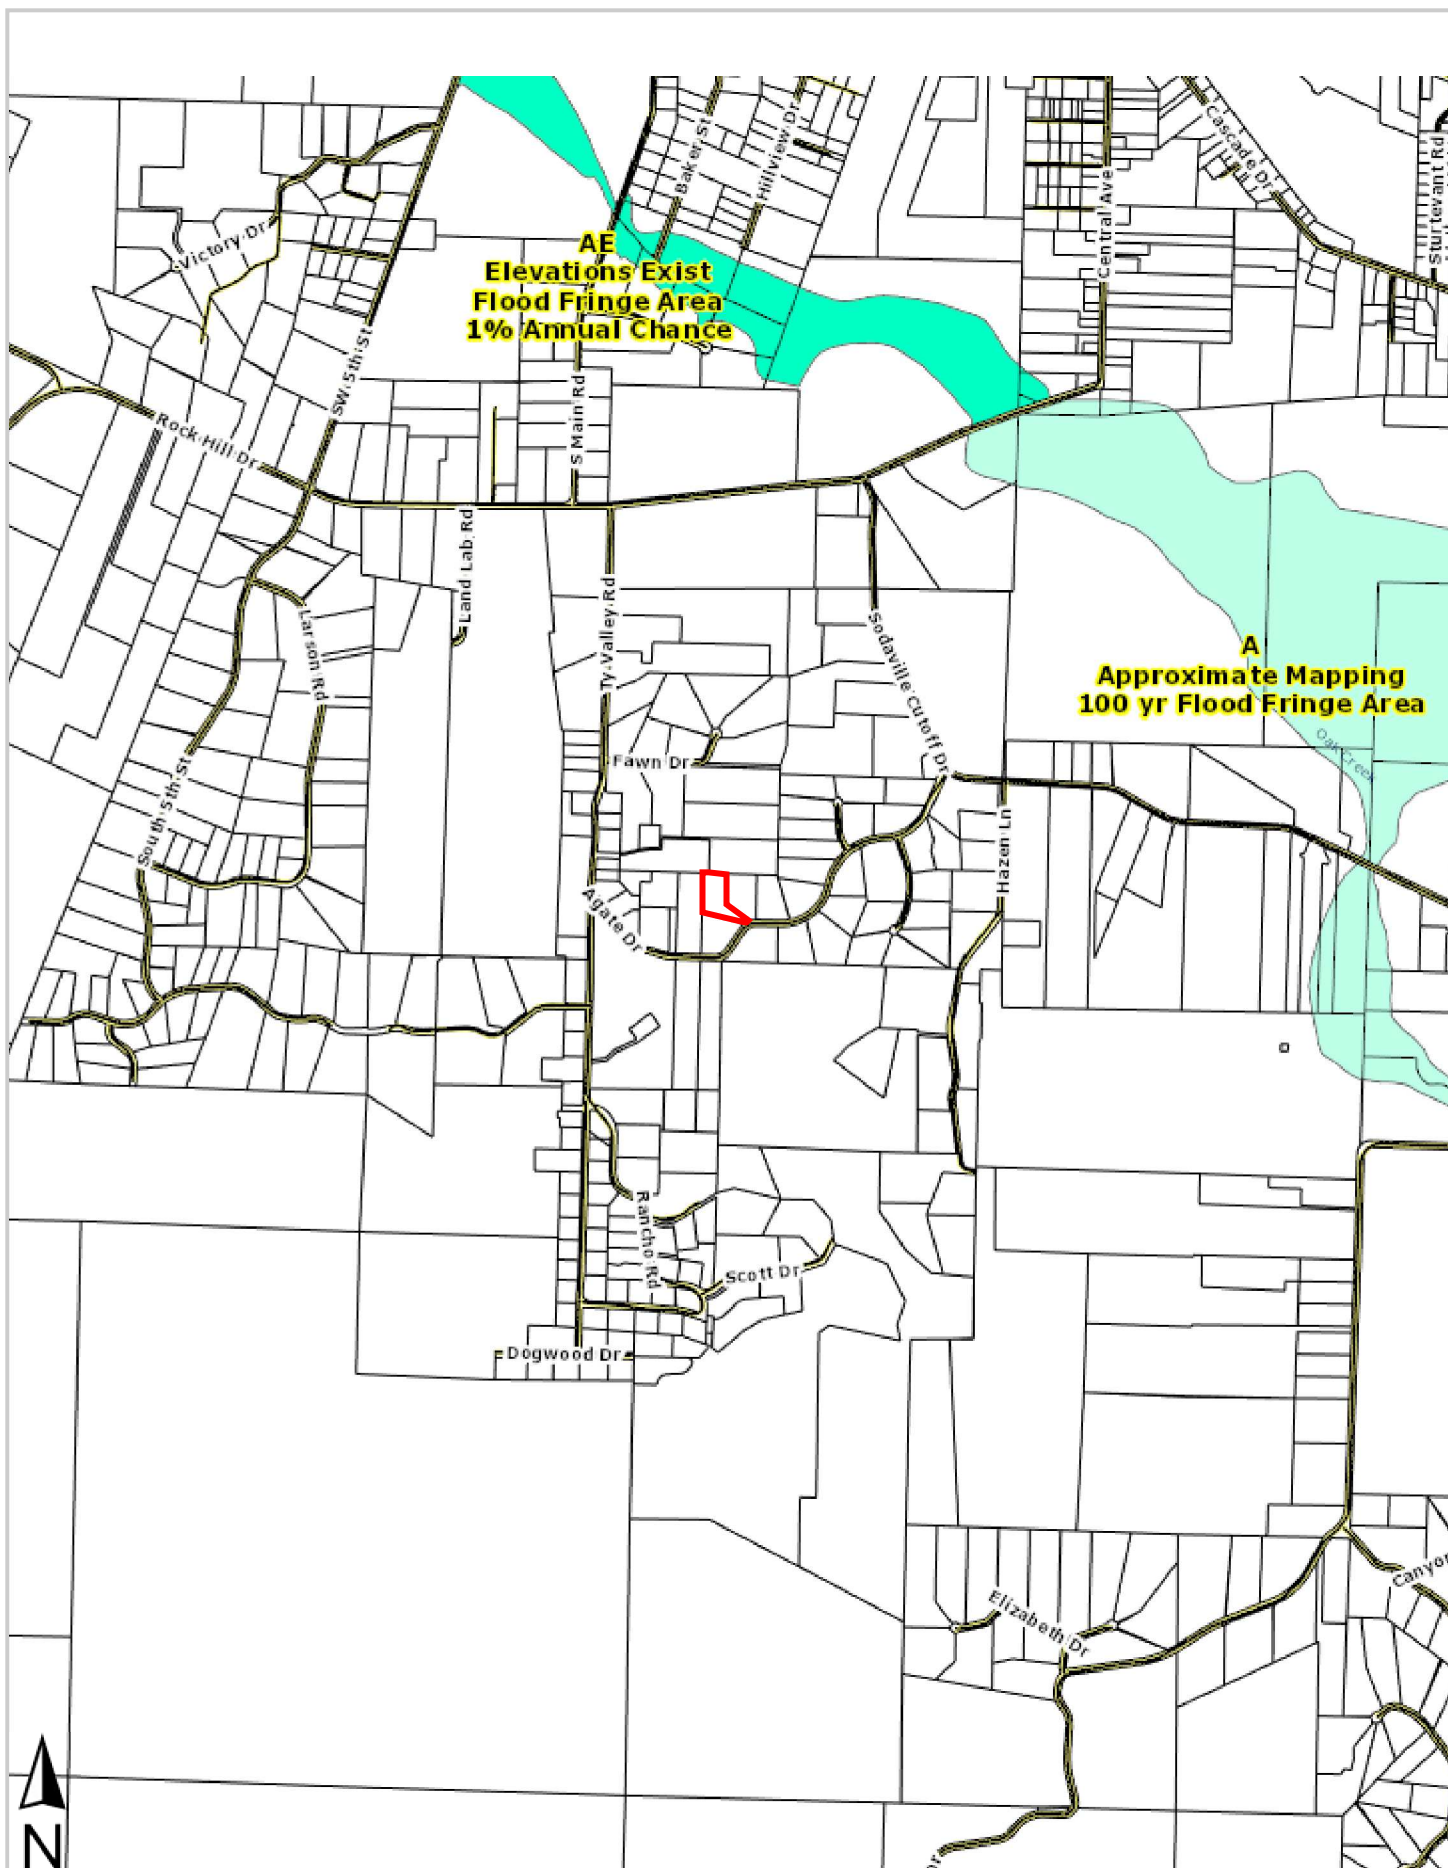 Cascade Dr
Sturtevant Rd
Baker St
Hillview Dr
Central Ave
Victory Dr
AE
Elevations Exist
Flood Fringe Area
1% Annual Chance
SW 5th St
S Main Rd
Rock Hill Dr
Land Lab Rd
Ty Valley Rd
Larson Rd
Sodaville Cutoff Dr
A
Approximate Mapping
100 yr Flood Fringe Area
Oak Creek
Fawn Dr
South 5th St
Hazen Ln
Agate Dr
Rancho Rd
Scott Dr
Dogwood Dr
Elizabeth Dr
N